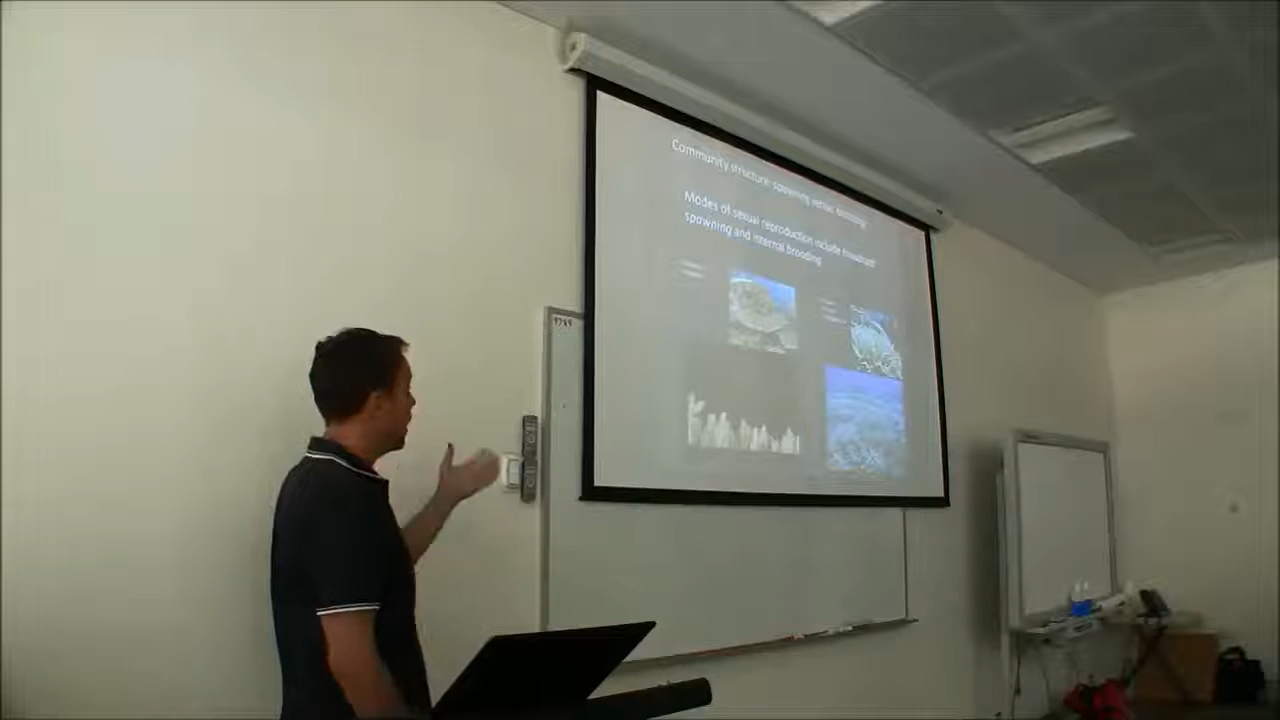 Community structure: spawning versus brooding
Modes of sexual reproduction include broadcast
spawning and internal brooding